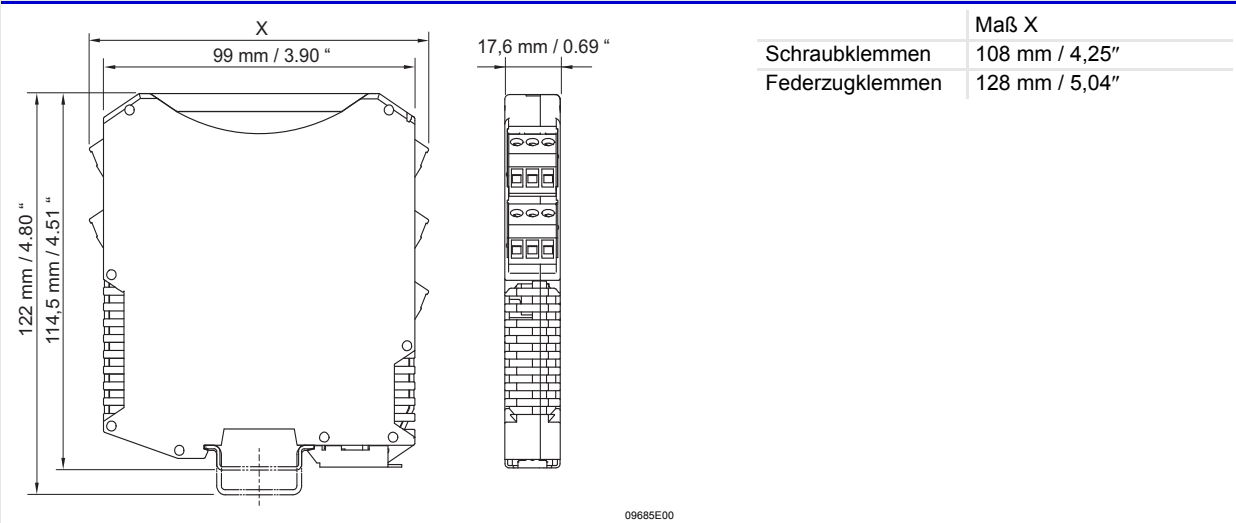 X
99 mm / 3.90 “
17,6 mm / 0.69 “
122 mm / 4.80 “
114,5 mm / 4.51 “
Maß X
Schraubklemmen 108 mm / 4,25″
Federzugklemmen 128 mm / 5,04″
09685E00